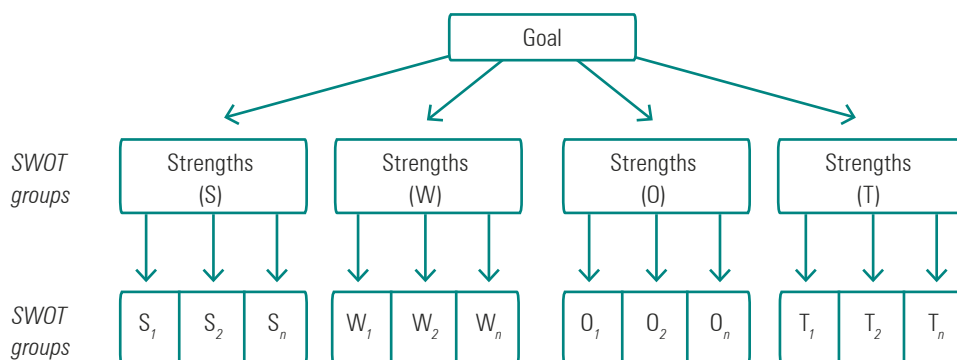 Goal
SWOT groups
Strengths (S)
Strengths (W)
Strengths (O)
Strengths (T)
SWOT groups
S1 S2 Sn
W1 W2 Wn
O1 O2 On
T1 T2 Tn